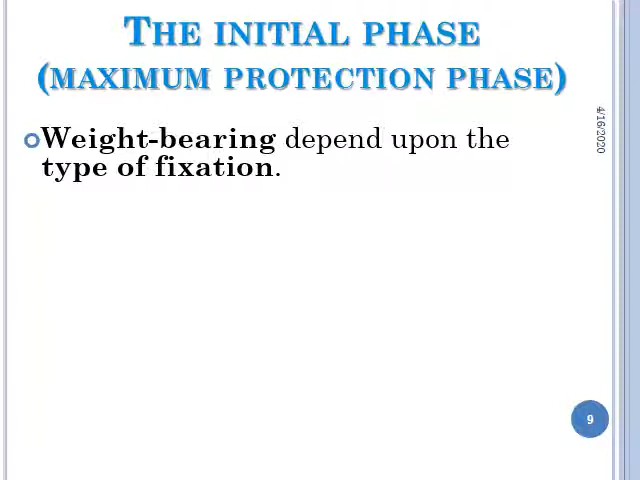 THE INITIAL PHASE
(MAXIMUM PROTECTION PHASE)
Weight-bearing depend upon the
type of fixation.
4/16/2020
9